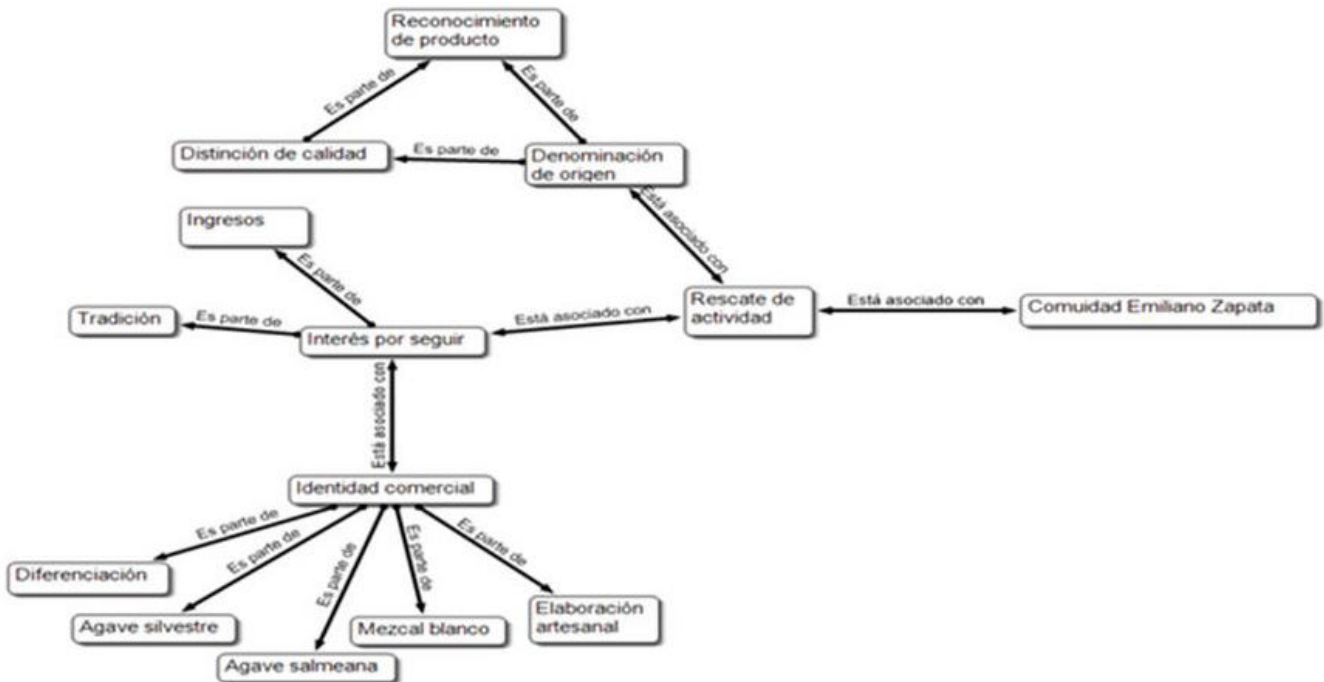 Reconocimiento
de producto
Es parte de
Es parte de
Distinción de calidad
Es parte de
Denominación
de origen
Está asociado con
Ingresos
Es parte de
Tradición
Es parte de
Interés por seguir
Está asociado con
Rescate de
actividad
Está asociado con
Comuidad Emiliano Zapata
Está asociado con
Identidad comercial
Es parte de
Es parte de
Es parte de
Es parte de
Es parte de
Diferenciación
Agave silvestre
Agave salmeana
Mezcal blanco
Elaboración
artesanal